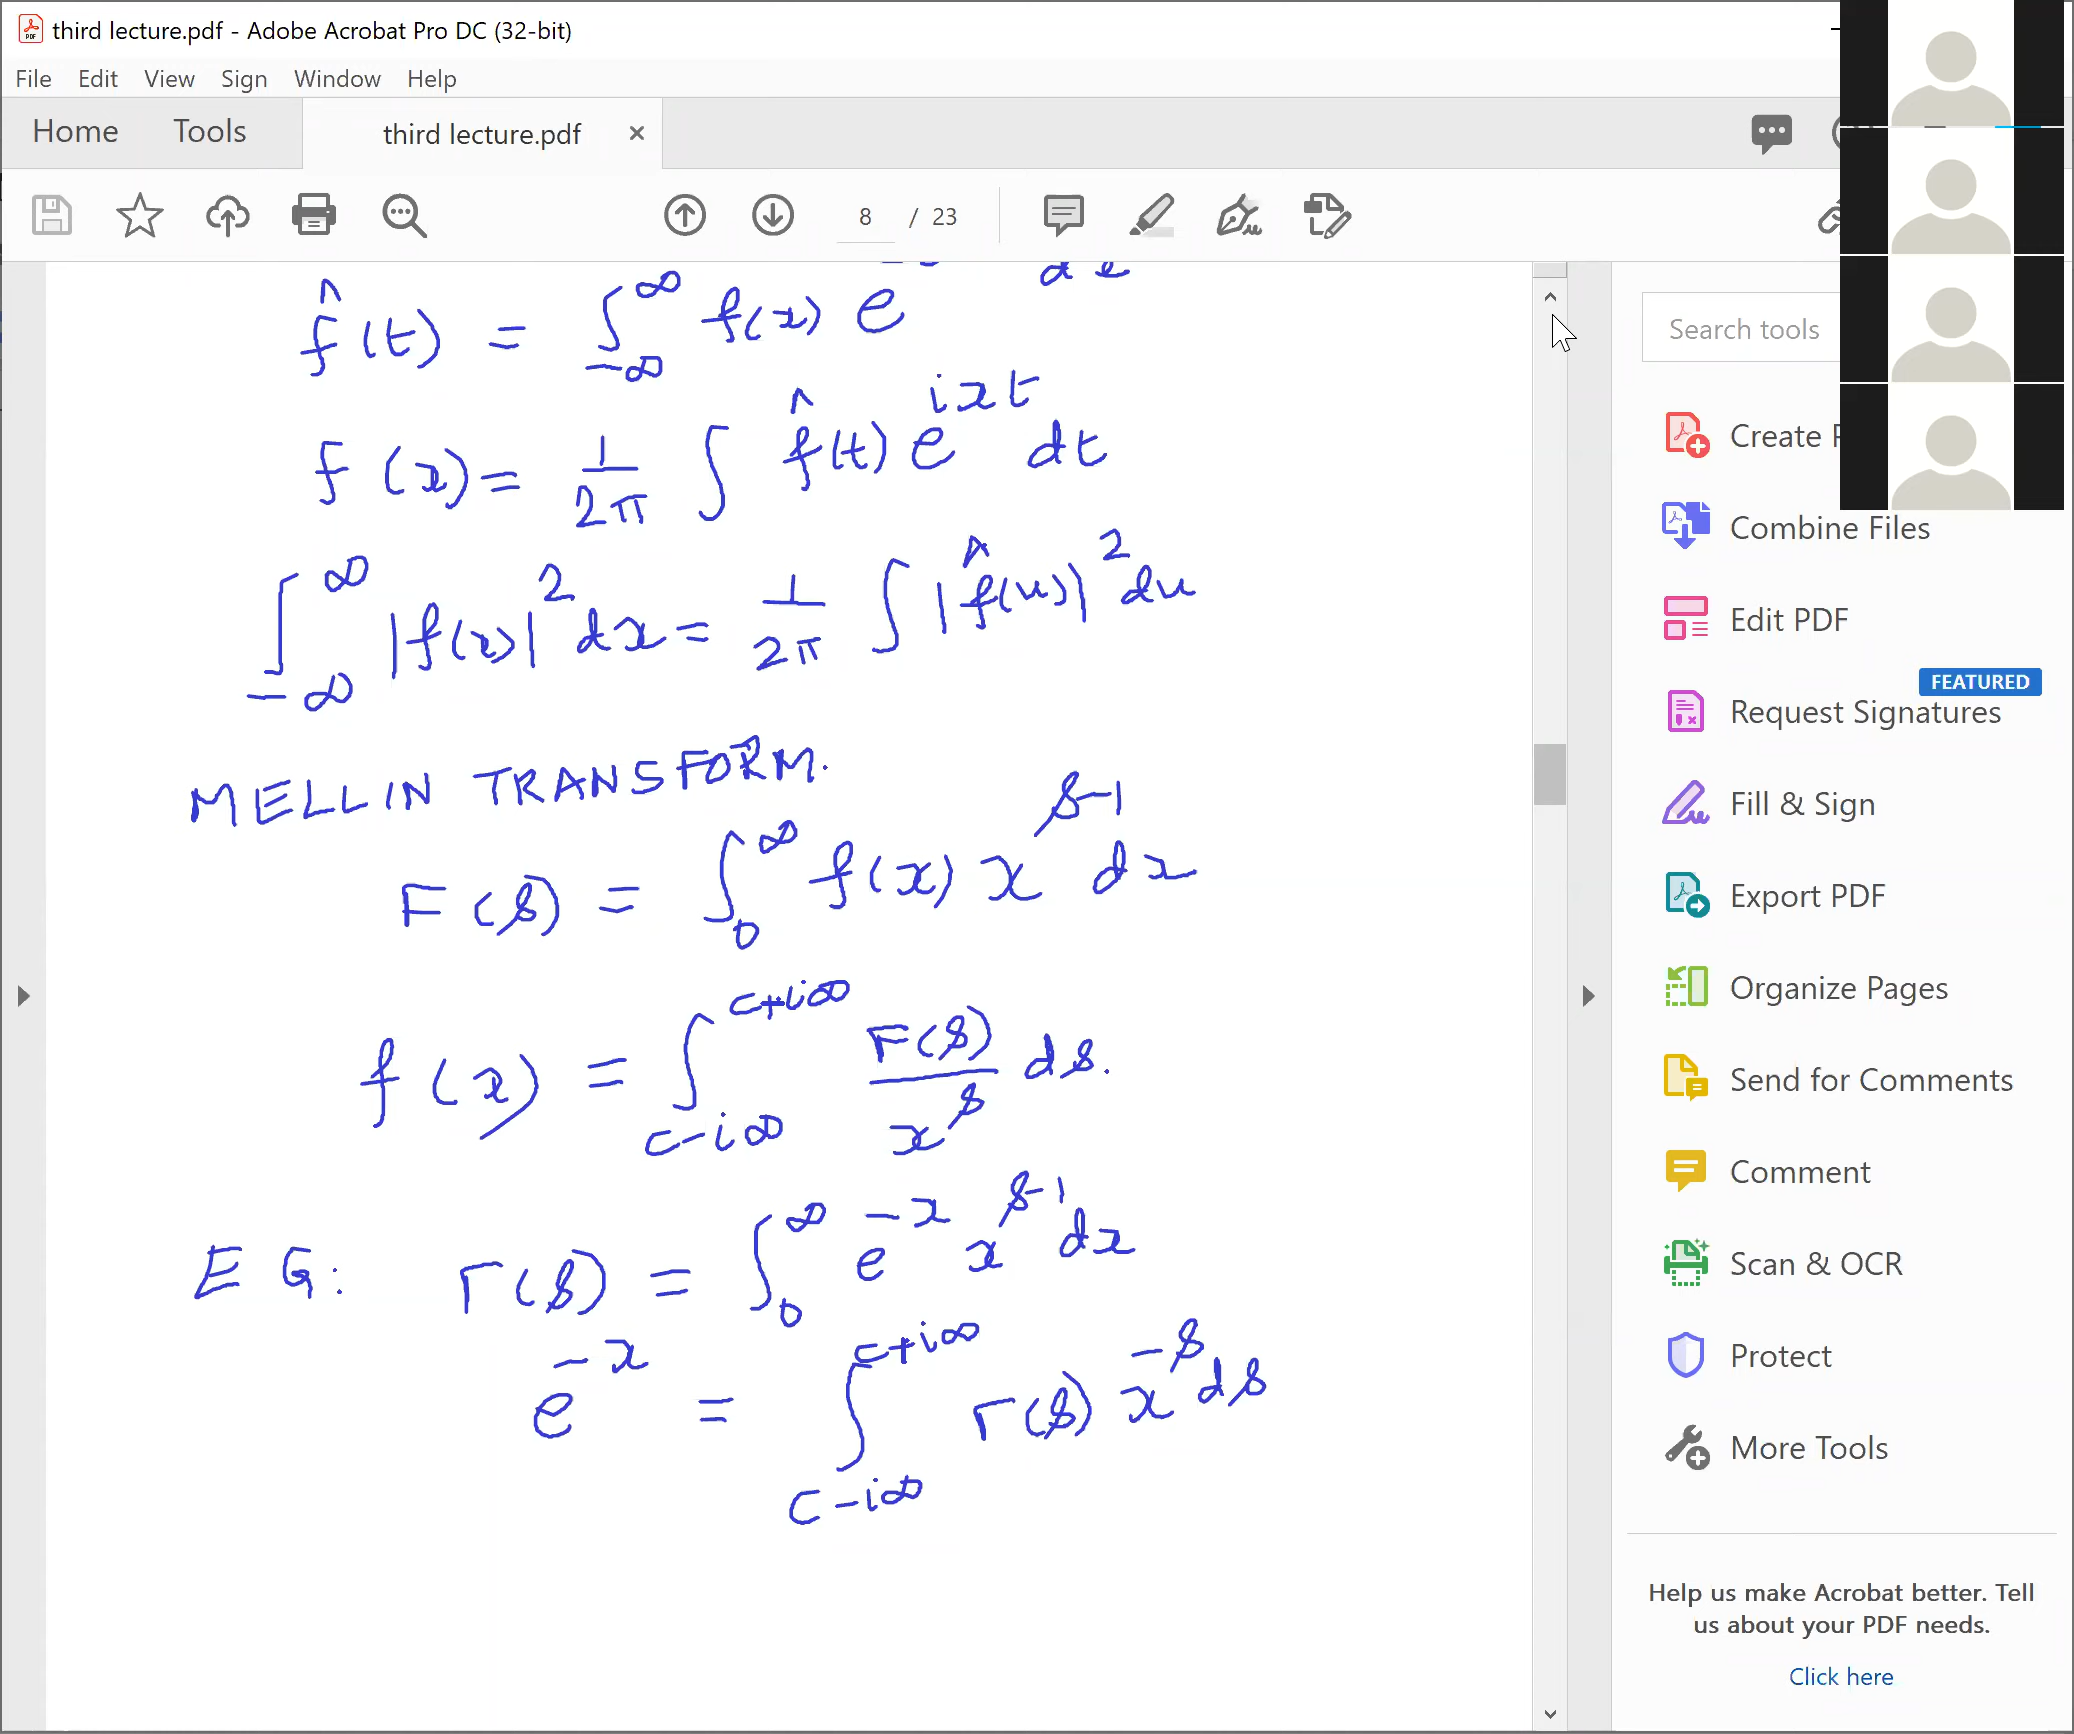 third lecture.pdf - Adobe Acrobat Pro DC (32-bit)
File Edit View Sign Window Help
Home Tools third lecture.pdf ×
8 / 23
f̂(t) = ∫_{-∞}^{∞} f(x) e
f(x) = 1/2π ∫ f̂(t) e^{ixt} dt
∫_{-∞}^{∞} |f(x)|^2 dx = 1/2π ∫ |f̂(u)|^2 du
MELLIN TRANSFORM.
F(s) = ∫_0^∞ f(x) x^{s-1} dx
f(x) = ∫_{c-i∞}^{c+i∞} F(s)/x^s ds.
EG: Γ(s) = ∫_0^∞ e^{-x} x^{s-1} dx
e^{-x} = ∫_{c-i∞}^{c+i∞} Γ(s) x^{-s} ds
Search tools
Create
Combine Files
Edit PDF
FEATURED
Request Signatures
Fill & Sign
Export PDF
Organize Pages
Send for Comments
Comment
Scan & OCR
Protect
More Tools
Help us make Acrobat better. Tell
us about your PDF needs.
Click here